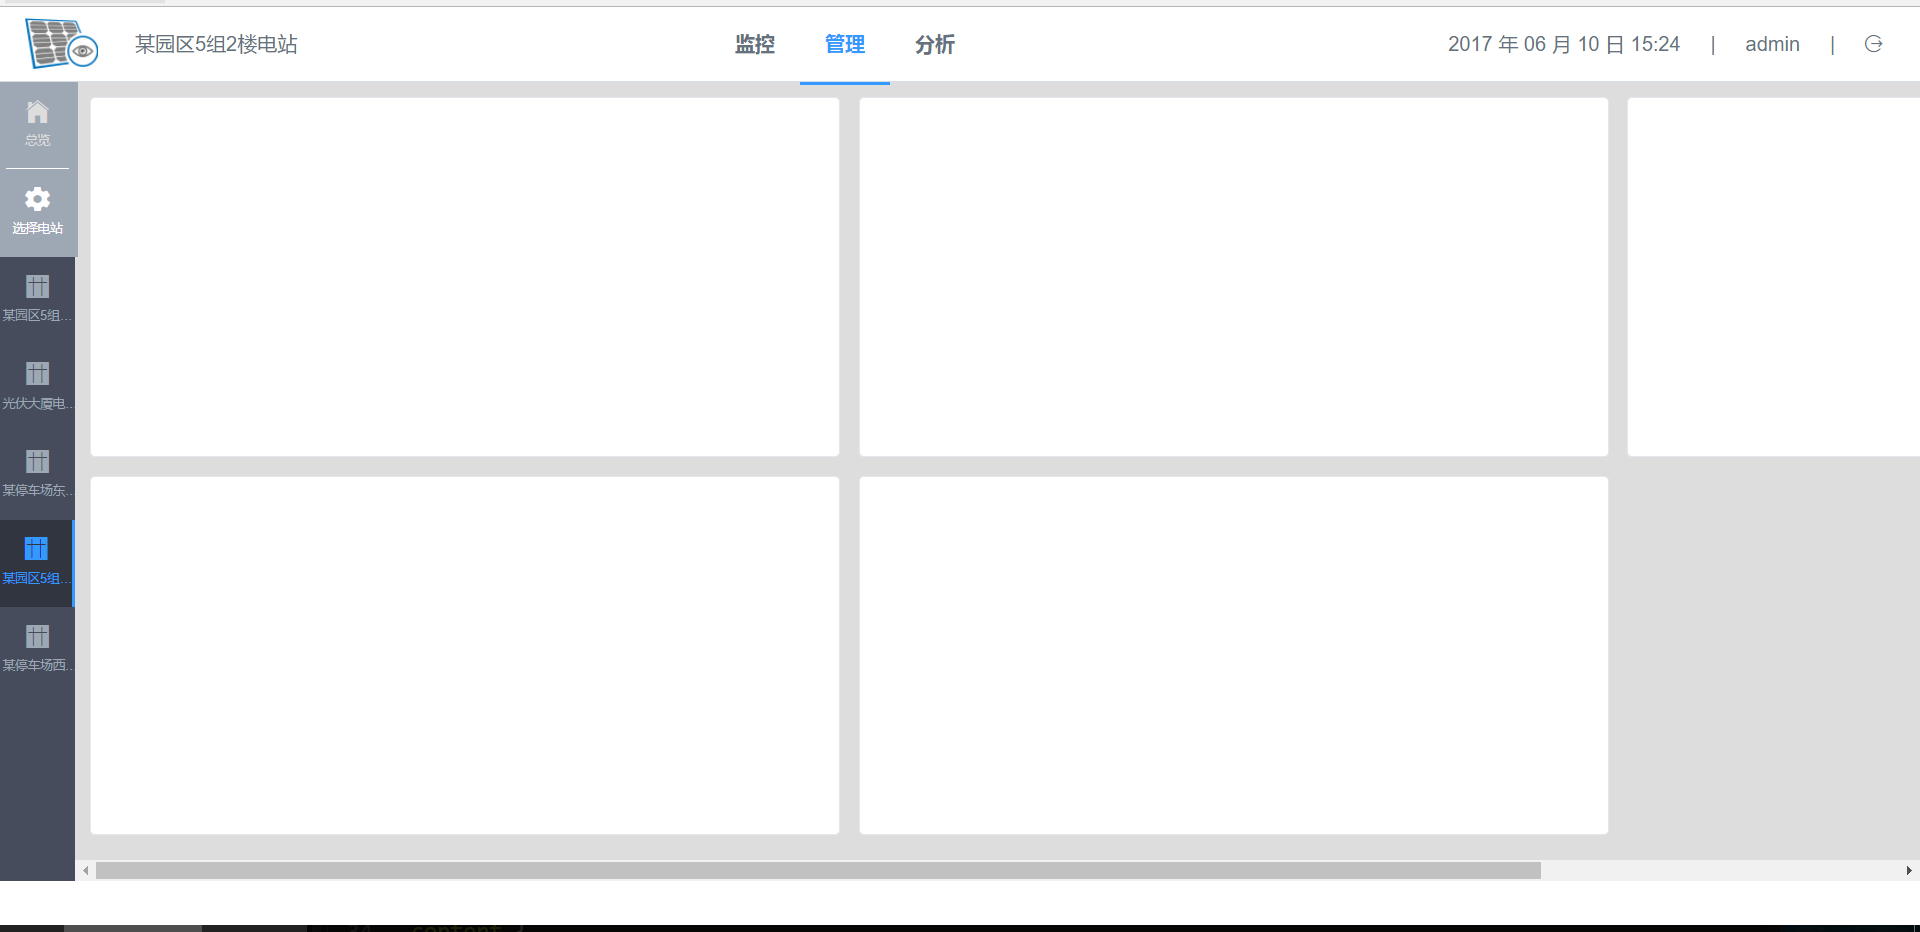 某园区5组2楼电站
监控 管理 分析
2017 年 06 月 10 日 15:24 | admin |
总览
选择电站
某园区5组...
光伏大厦电...
某停车场东...
某园区5组...
某停车场西...